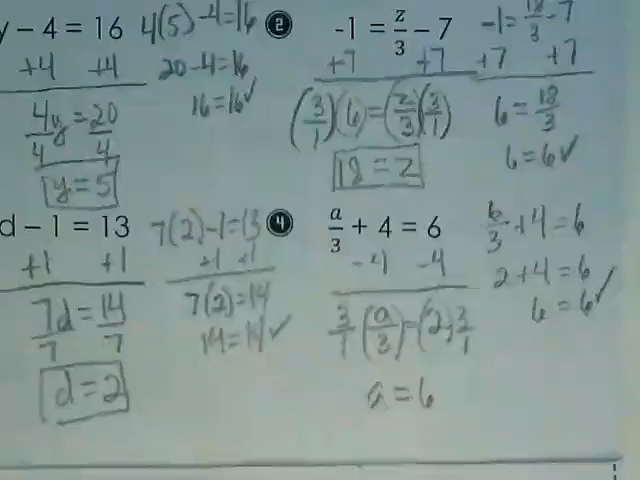 y − 4 = 16 4(5) -4=16 ❷ -1 = z/3 − 7 -1= 18/3 -7
+4 +4 20-4=16 +7 +7 +7 +7
4y = 20 16=16✓ (3/1)(6) = (z/3)(3/1) 6 = 18/3
4 4 6=6✓
y=5 18=z
d − 1 = 13 7(2)-1=13 ❹ a/3 + 4 = 6 6/3 +4=6
+1 +1 +1 +1 -4 -4 2+4=6
7d = 14 7(2)=14 6=6✓
7 7 14=14✓ 3/1 (a/3)=(2) 3/1
d=2 a=6